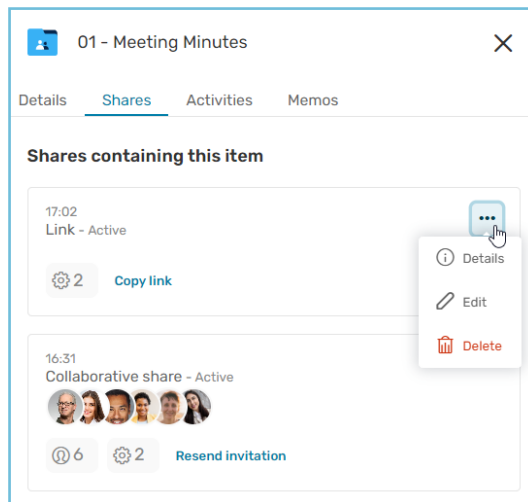 01 - Meeting Minutes
Details Shares Activities Memos
Shares containing this item
17:02
Link - Active
2 Copy link
Details
Edit
Delete
16:31
Collaborative share - Active
6 2 Resend invitation